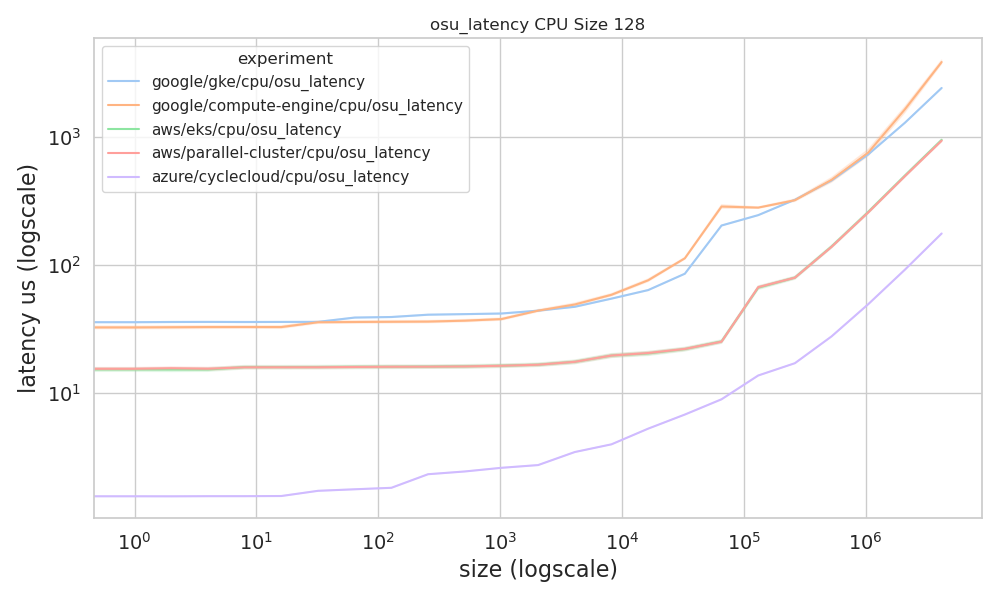 osu_latency CPU Size 128
experiment
google/gke/cpu/osu_latency
google/compute-engine/cpu/osu_latency
aws/eks/cpu/osu_latency
aws/parallel-cluster/cpu/osu_latency
azure/cyclecloud/cpu/osu_latency
latency us (logscale)
10³
10²
10¹
10⁰ 10¹ 10² 10³ 10⁴ 10⁵ 10⁶
size (logscale)